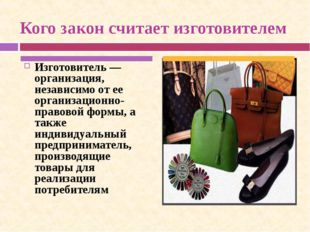 Кого закон считает изготовителем
Изготовитель —
организация,
независимо от ее
организационно-
правовой формы, а
также
индивидуальный
предприниматель,
производящие
товары для
реализации
потребителям